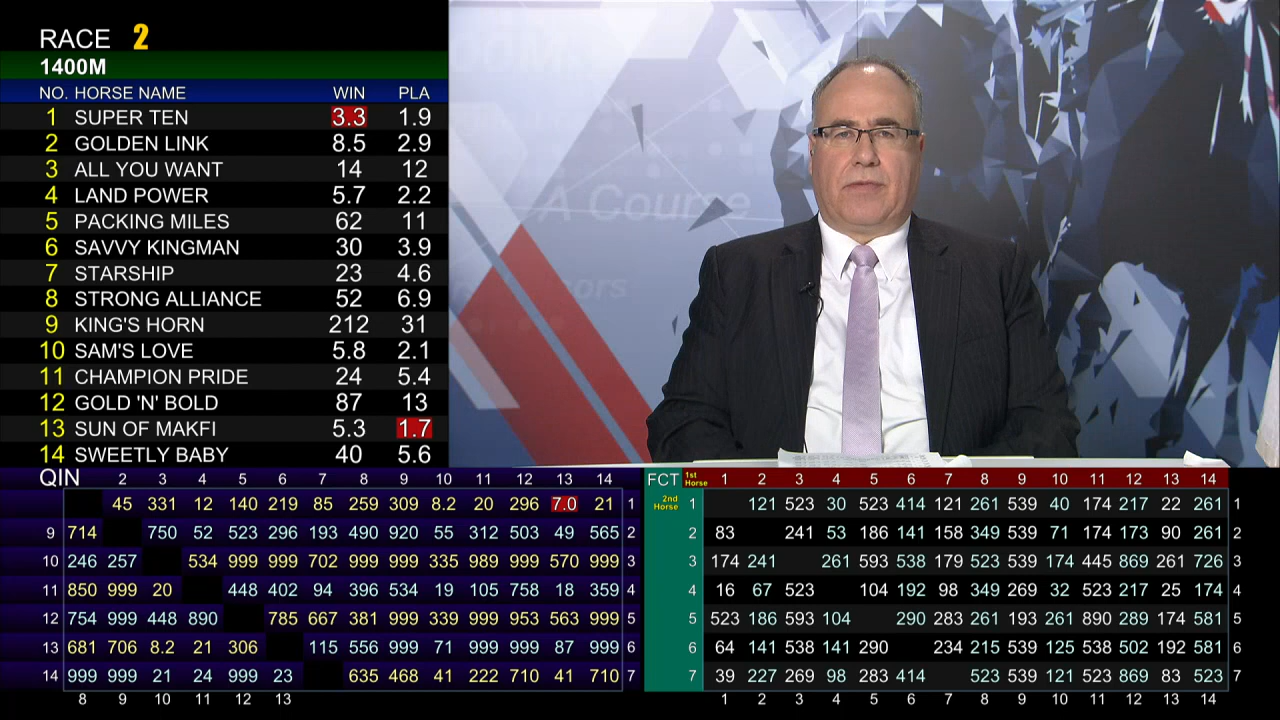 RACE 2
1400M
NO. HORSE NAME WIN PLA
1 SUPER TEN 3.3 1.9
2 GOLDEN LINK 8.5 2.9
3 ALL YOU WANT 14 12
4 LAND POWER 5.7 2.2
5 PACKING MILES 62 11
6 SAVVY KINGMAN 30 3.9
7 STARSHIP 23 4.6
8 STRONG ALLIANCE 52 6.9
9 KING'S HORN 212 31
10 SAM'S LOVE 5.8 2.1
11 CHAMPION PRIDE 24 5.4
12 GOLD 'N' BOLD 87 13
13 SUN OF MAKFI 5.3 1.7
14 SWEETLY BABY 40 5.6
A Course
QIN 2 3 4 5 6 7 8 9 10 11 12 13 14
45 331 12 140 219 85 259 309 8.2 20 296 7.0 21 1
9 714 750 52 523 296 193 490 920 55 312 503 49 565 2
10 246 257 534 999 999 702 999 999 335 989 999 570 999 3
11 850 999 20 448 402 94 396 534 19 105 758 18 359 4
12 754 999 448 890 785 667 381 999 339 999 953 563 999 5
13 681 706 8.2 21 306 115 556 999 71 999 999 87 999 6
14 999 999 21 24 999 23 635 468 41 222 710 41 710 7
8 9 10 11 12 13
FCT 1st Horse 1 2 3 4 5 6 7 8 9 10 11 12 13 14
2nd Horse 1 121 523 30 523 414 121 261 539 40 174 217 22 261 1
2 83 241 53 186 141 158 349 539 71 174 173 90 261 2
3 174 241 261 593 538 179 523 539 174 445 869 261 726 3
4 16 67 523 104 192 98 349 269 32 523 217 25 174 4
5 523 186 593 104 290 283 261 193 261 890 289 174 581 5
6 64 141 538 141 290 234 215 539 125 538 502 192 581 6
7 39 227 269 98 283 414 523 539 121 523 869 83 523 7
1 2 3 4 5 6 7 8 9 10 11 12 13 14